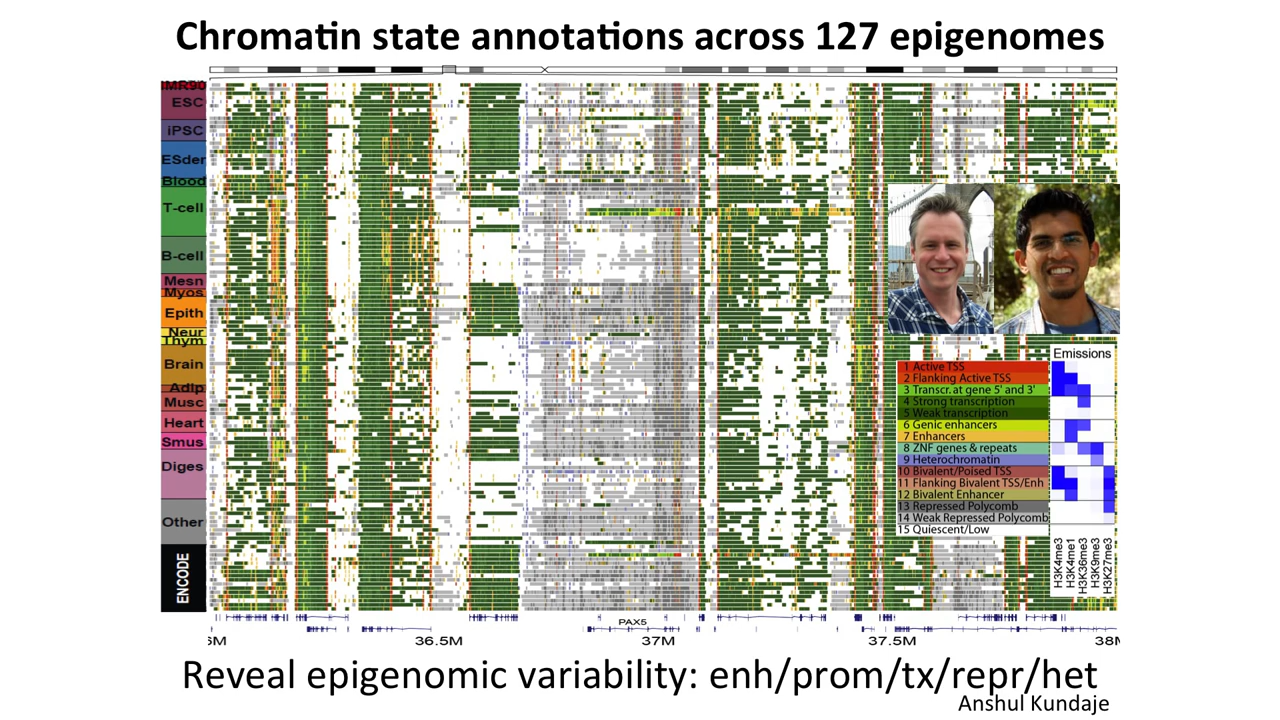 Chromatin state annotations across 127 epigenomes
IMR90
ESC
iPSC
ESder
Blood
T-cell
B-cell
Mesn
Myos
Epith
Neur
Thym
Brain
Adip
Musc
Heart
Smus
Diges
Other
ENCODE
Emissions
1 Active TSS
2 Flanking Active TSS
3 Transcr. at gene 5' and 3'
4 Strong transcription
5 Weak transcription
6 Genic enhancers
7 Enhancers
8 ZNF genes & repeats
9 Heterochromatin
10 Bivalent/Poised TSS
11 Flanking Bivalent TSS/Enh
12 Bivalent Enhancer
13 Repressed Polycomb
14 Weak Repressed Polycomb
15 Quiescent/Low
H3K4me3
H3K4me1
H3K36me3
H3K9me3
H3K27me3
PAX5
36.5M 37M 37.5M
Reveal epigenomic variability: enh/prom/tx/repr/het
Anshul Kundaje